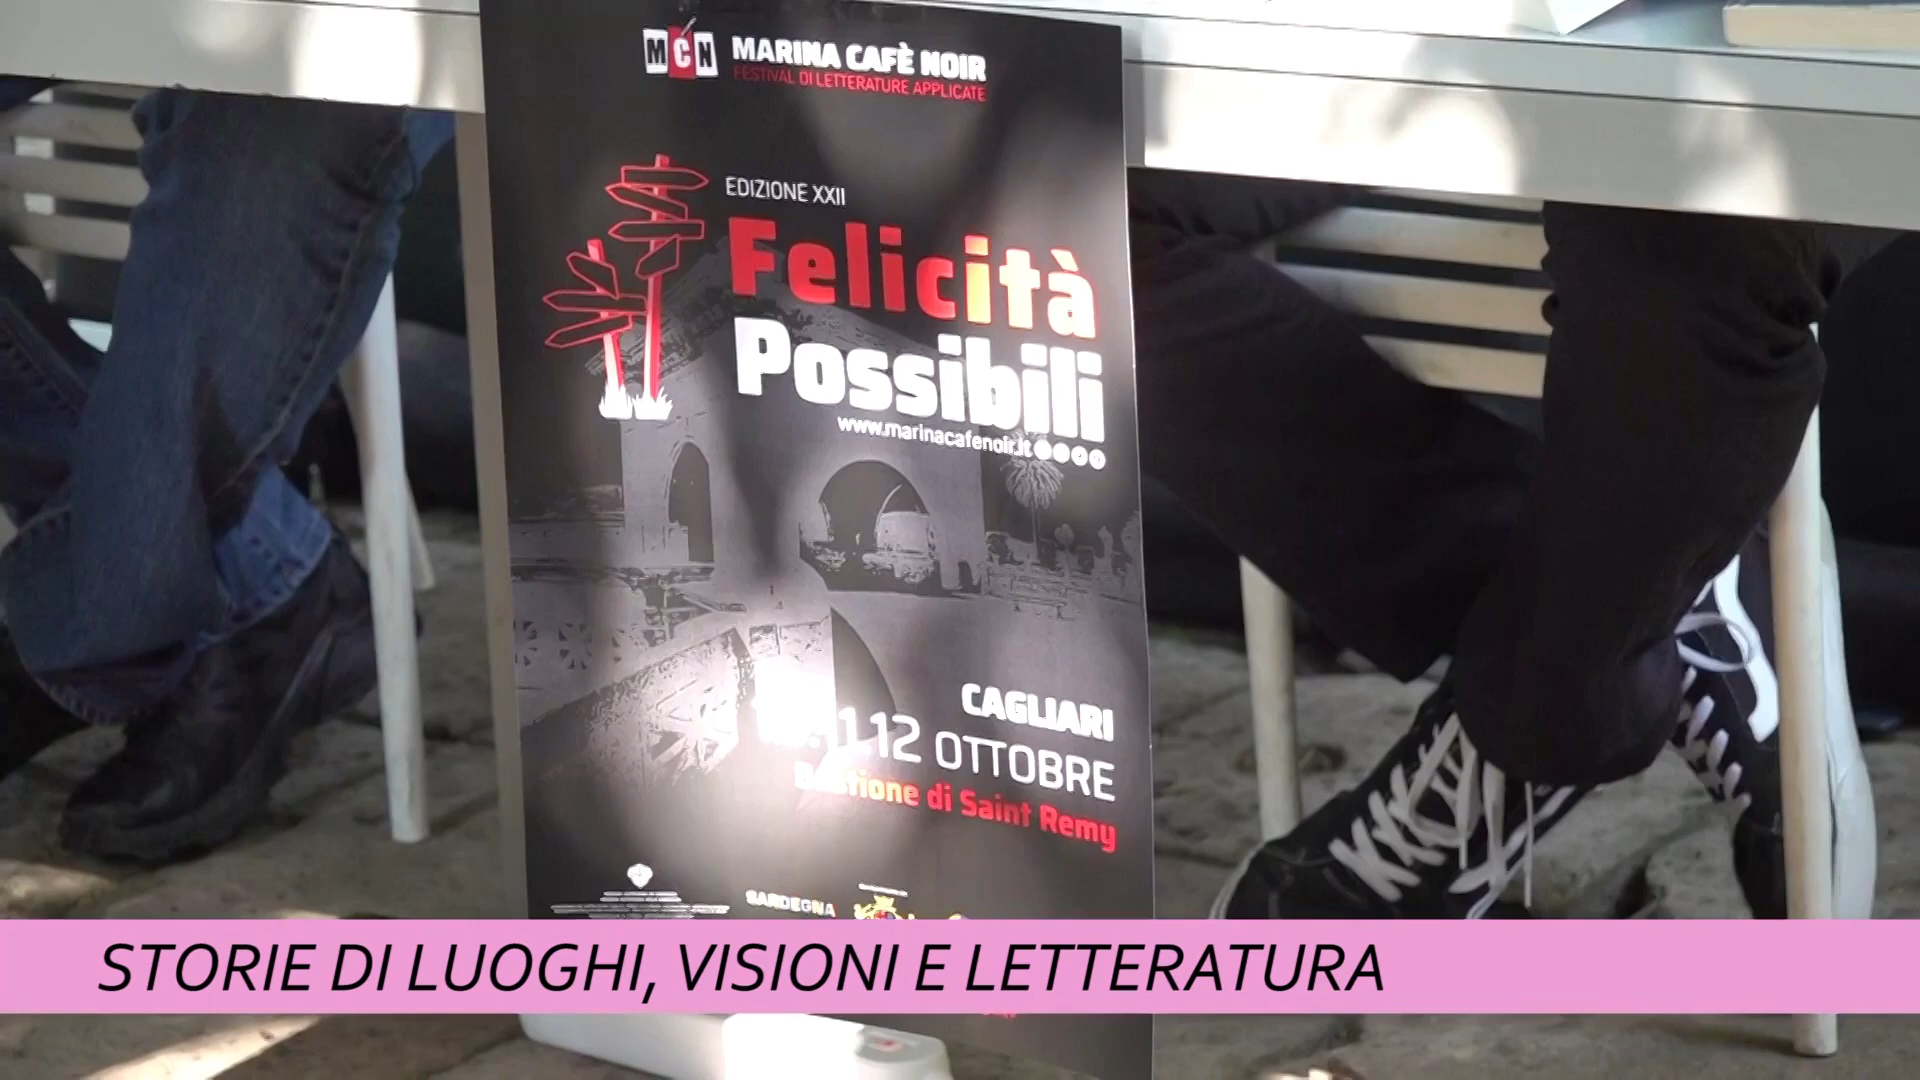 MCN
MARINA CAFÈ NOIR
FESTIVAL DI LETTERATURE APPLICATE
EDIZIONE XXII
Felicità
Possibili
www.marinacafenoir.it
CAGLIARI
12 OTTOBRE
Bastione di Saint Remy
SARDEGNA
STORIE DI LUOGHI, VISIONI E LETTERATURA